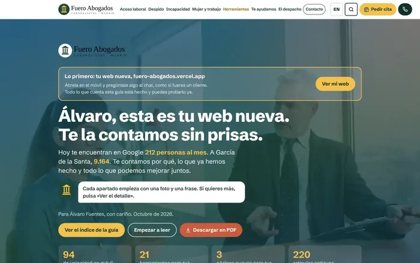 Fuero Abogados
Acoso laboral Despido Incapacidad Mujer y trabajo Herramientas Te ayudamos El despacho Contacto EN Pedir cita
Fuero Abogados
Lo primero: tu web nueva, fuero-abogados.vercel.app
Ábrela en el móvil y pregúntale algo al chat, como si fueras un cliente.
Todo lo que cuenta esta guía está hecho y puedes probarlo ya.
Ver mi web
Álvaro, esta es tu web nueva.
Te la contamos sin prisas.
Hoy te encuentran en Google 212 personas al mes. A García
de la Santa, 9.164. Te contamos por qué, lo que ya hemos
hecho y todo lo que podemos mejorar juntos.
Cada apartado empieza con una foto y una frase. Si quieres más,
pulsa «Ver el detalle».
Para Álvaro Fuentes, con cariño. Octubre de 2026.
Ver el índice de la guía
Empezar a leer
Descargar en PDF
94
21
3
220